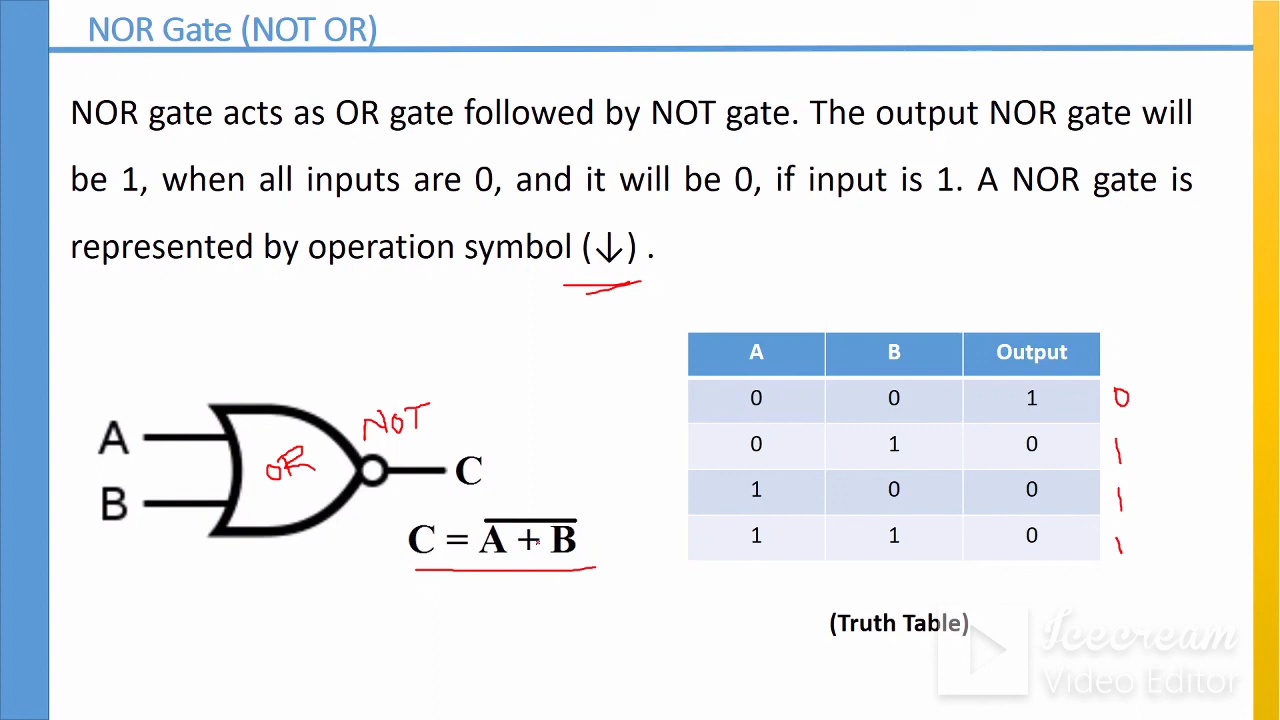 NOR Gate (NOT OR)
NOR gate acts as OR gate followed by NOT gate. The output NOR gate will
be 1, when all inputs are 0, and it will be 0, if input is 1. A NOR gate is
represented by operation symbol (↓) .
A
B
OR
NOT
C
C = \overline{A + B}
A B Output
0 0 1 0
0 1 0 1
1 0 0 1
1 1 0 1
(Truth Table)
Icecream
Video Editor